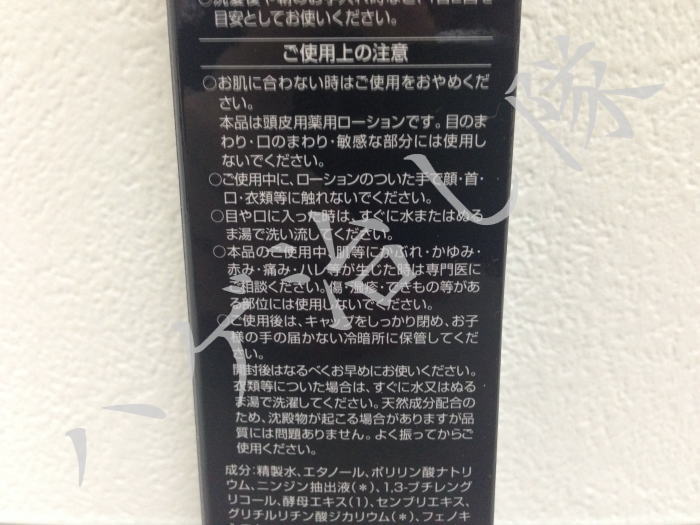 目安としてお使いください。
ご使用上の注意
○お肌に合わない時はご使用をおやめくだ
さい。
本品は頭皮用薬用ローションです。目のま
わり・口のまわり・敏感な部分には使用し
ないでください。
○ご使用中に、ローションのついた手で顔・首・
口・衣類等に触れないでください。
○目や口に入った時は、すぐに水またはぬる
ま湯で洗い流してください。
○本品のご使用中、肌等にかぶれ・かゆみ・
赤み・痛み・ハレ等が生じた時は専門医に
ご相談ください。傷・湿疹・できもの等があ
る部位には使用しないでください。
○ご使用後は、キャップをしっかり閉め、お子
様の手の届かない冷暗所に保管してくだ
さい。
開封後はなるべくお早めにお使いください。
衣類等についた場合は、すぐに水又はぬる
ま湯で洗濯してください。天然成分配合の
ため、沈殿物が起こる場合がありますが品
質には問題ありません。よく振ってからご
使用ください。
成分:精製水、エタノール、ポリリン酸ナトリ
ウム、ニンジン抽出液(*)、1,3-ブチレング
リコール、酵母エキス(1)、センブリエキス、
グリチルリチン酸ジカリウム(*)、フェノキ
ハゲ治し隊